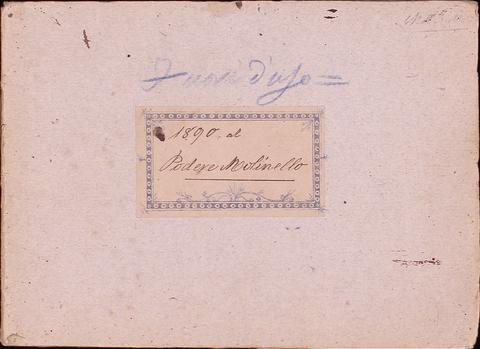 Fuori d'uso =
1890. al
Podere Molinello